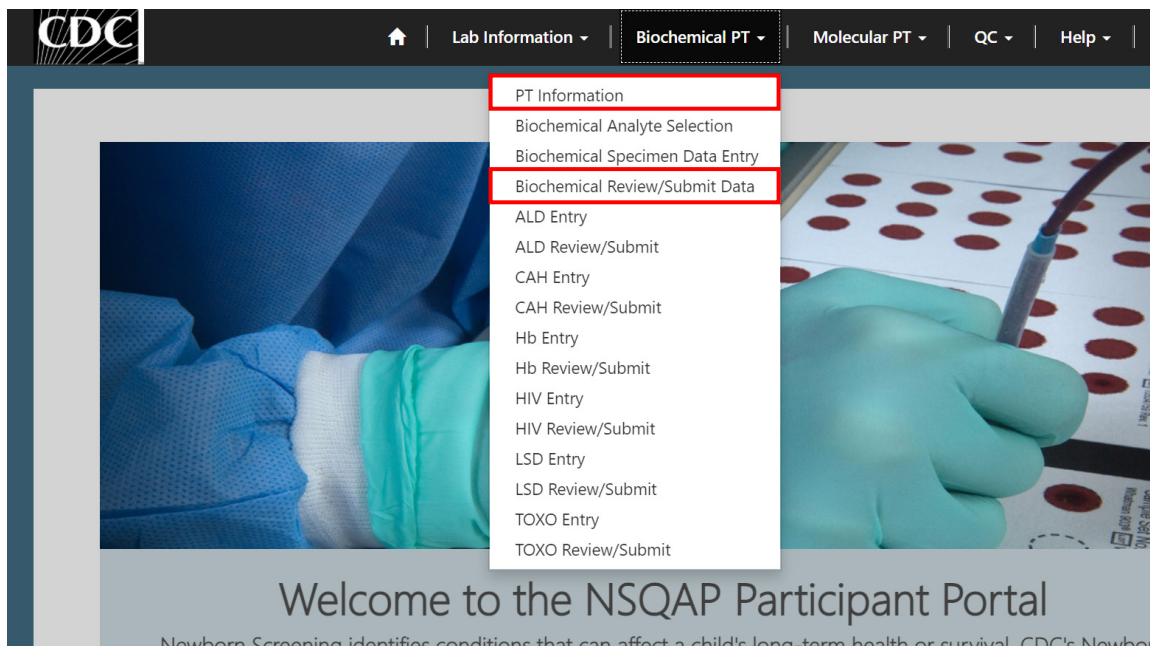 CDC
Lab Information
Biochemical PT
Molecular PT
QC
Help
PT Information
Biochemical Analyte Selection
Biochemical Specimen Data Entry
Biochemical Review/Submit Data
ALD Entry
ALD Review/Submit
CAH Entry
CAH Review/Submit
Hb Entry
Hb Review/Submit
HIV Entry
HIV Review/Submit
LSD Entry
LSD Review/Submit
TOXO Entry
TOXO Review/Submit
Welcome to the NSQAP Participant Portal
Newborn Screening identifies conditions that can affect a child's long-term health or survival. CDC's